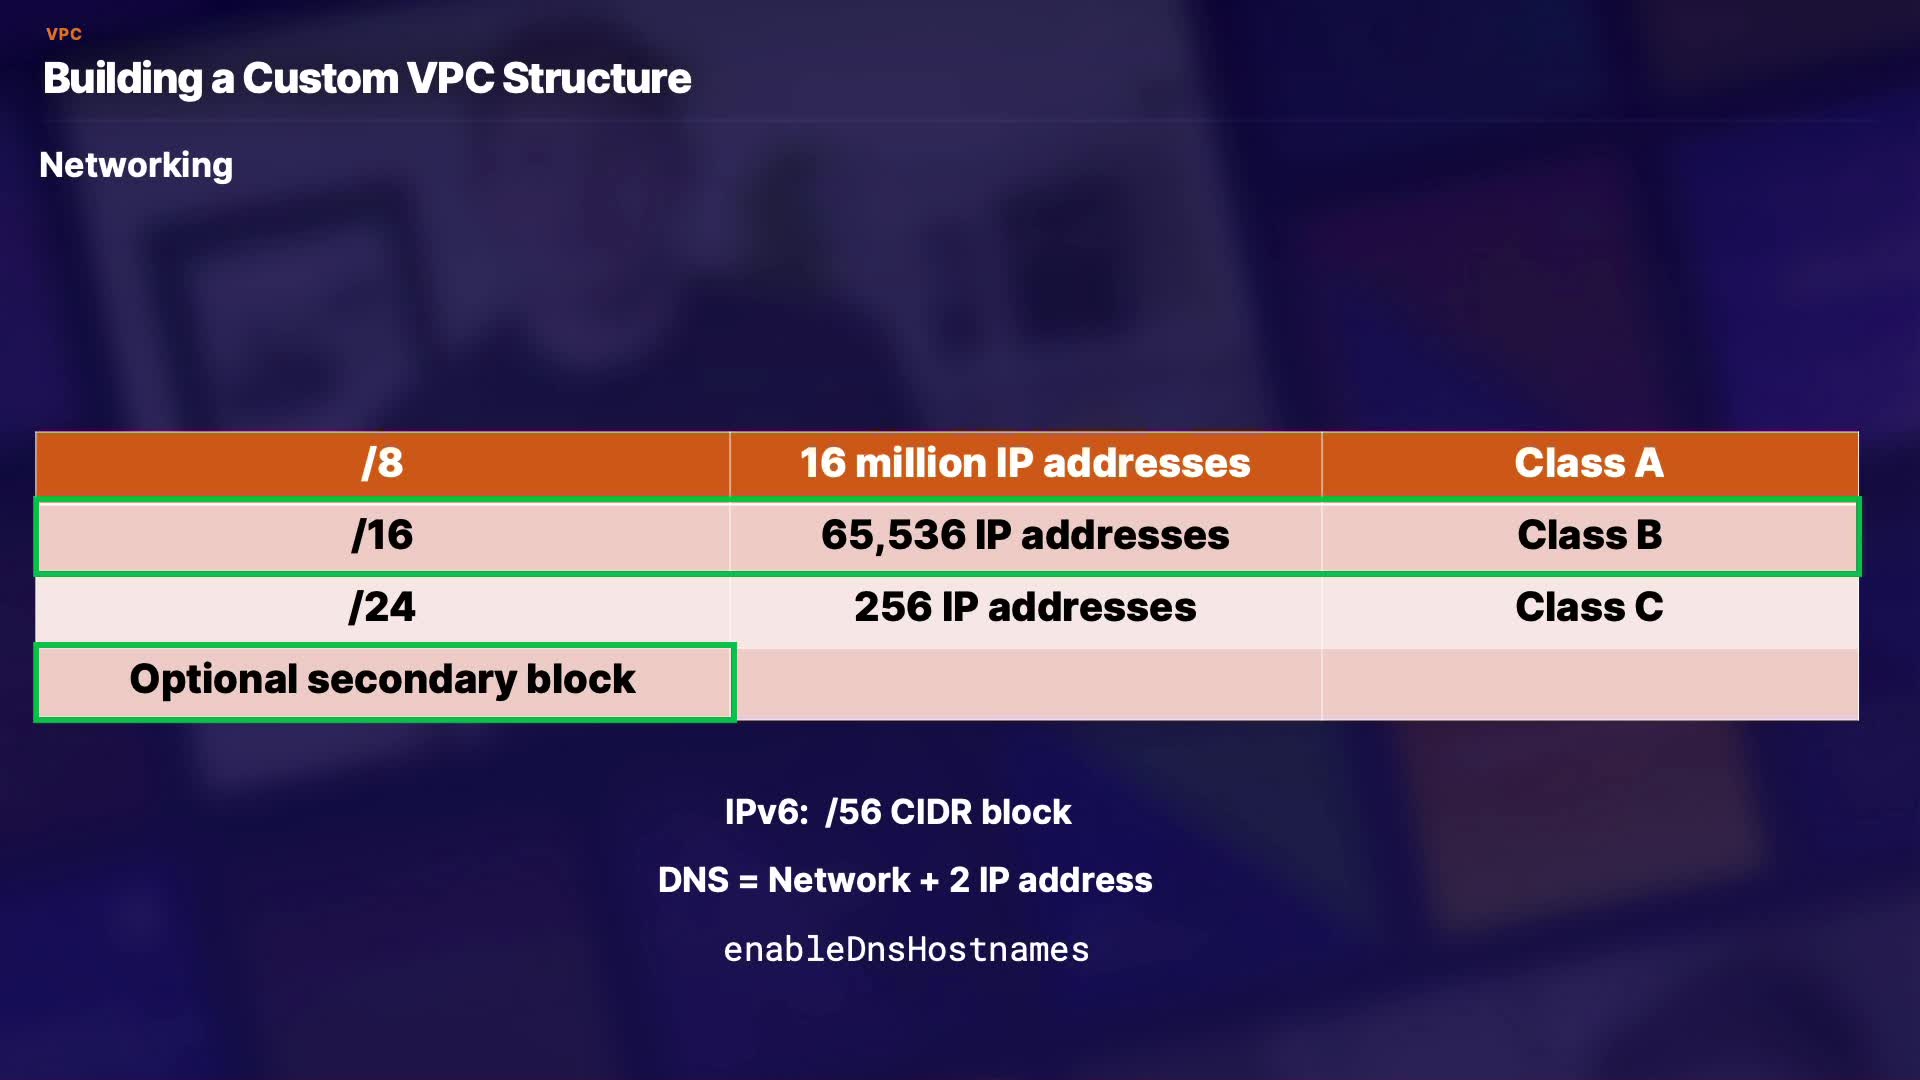 VPC
Building a Custom VPC Structure
Networking
/8 16 million IP addresses Class A
/16 65,536 IP addresses Class B
/24 256 IP addresses Class C
Optional secondary block
IPv6: /56 CIDR block
DNS = Network + 2 IP address
enableDnsHostnames